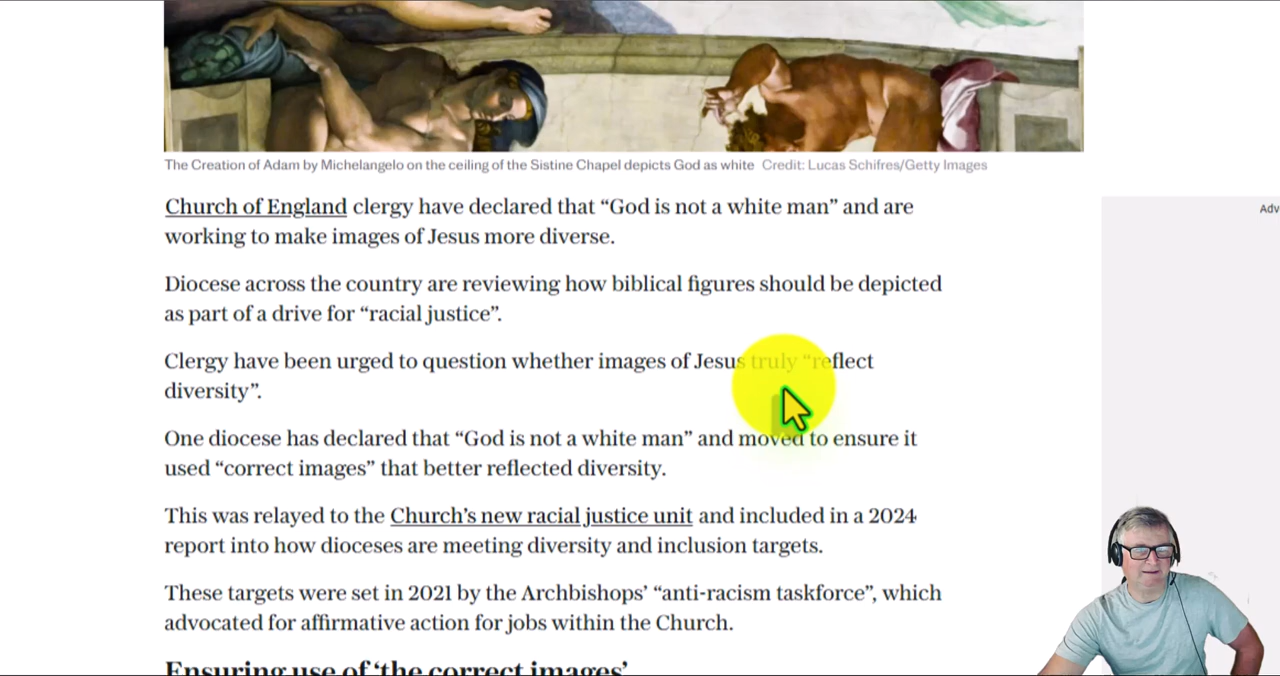 The Creation of Adam by Michelangelo on the ceiling of the Sistine Chapel depicts God as white Credit: Lucas Schifres/Getty Images
Church of England clergy have declared that “God is not a white man” and are
working to make images of Jesus more diverse.
Adv
Diocese across the country are reviewing how biblical figures should be depicted
as part of a drive for “racial justice”.
Clergy have been urged to question whether images of Jesus truly “reflect
diversity”.
One diocese has declared that “God is not a white man” and moved to ensure it
used “correct images” that better reflected diversity.
This was relayed to the Church’s new racial justice unit and included in a 2024
report into how dioceses are meeting diversity and inclusion targets.
These targets were set in 2021 by the Archbishops’ “anti-racism taskforce”, which
advocated for affirmative action for jobs within the Church.
Ensuring use of ‘the correct images’